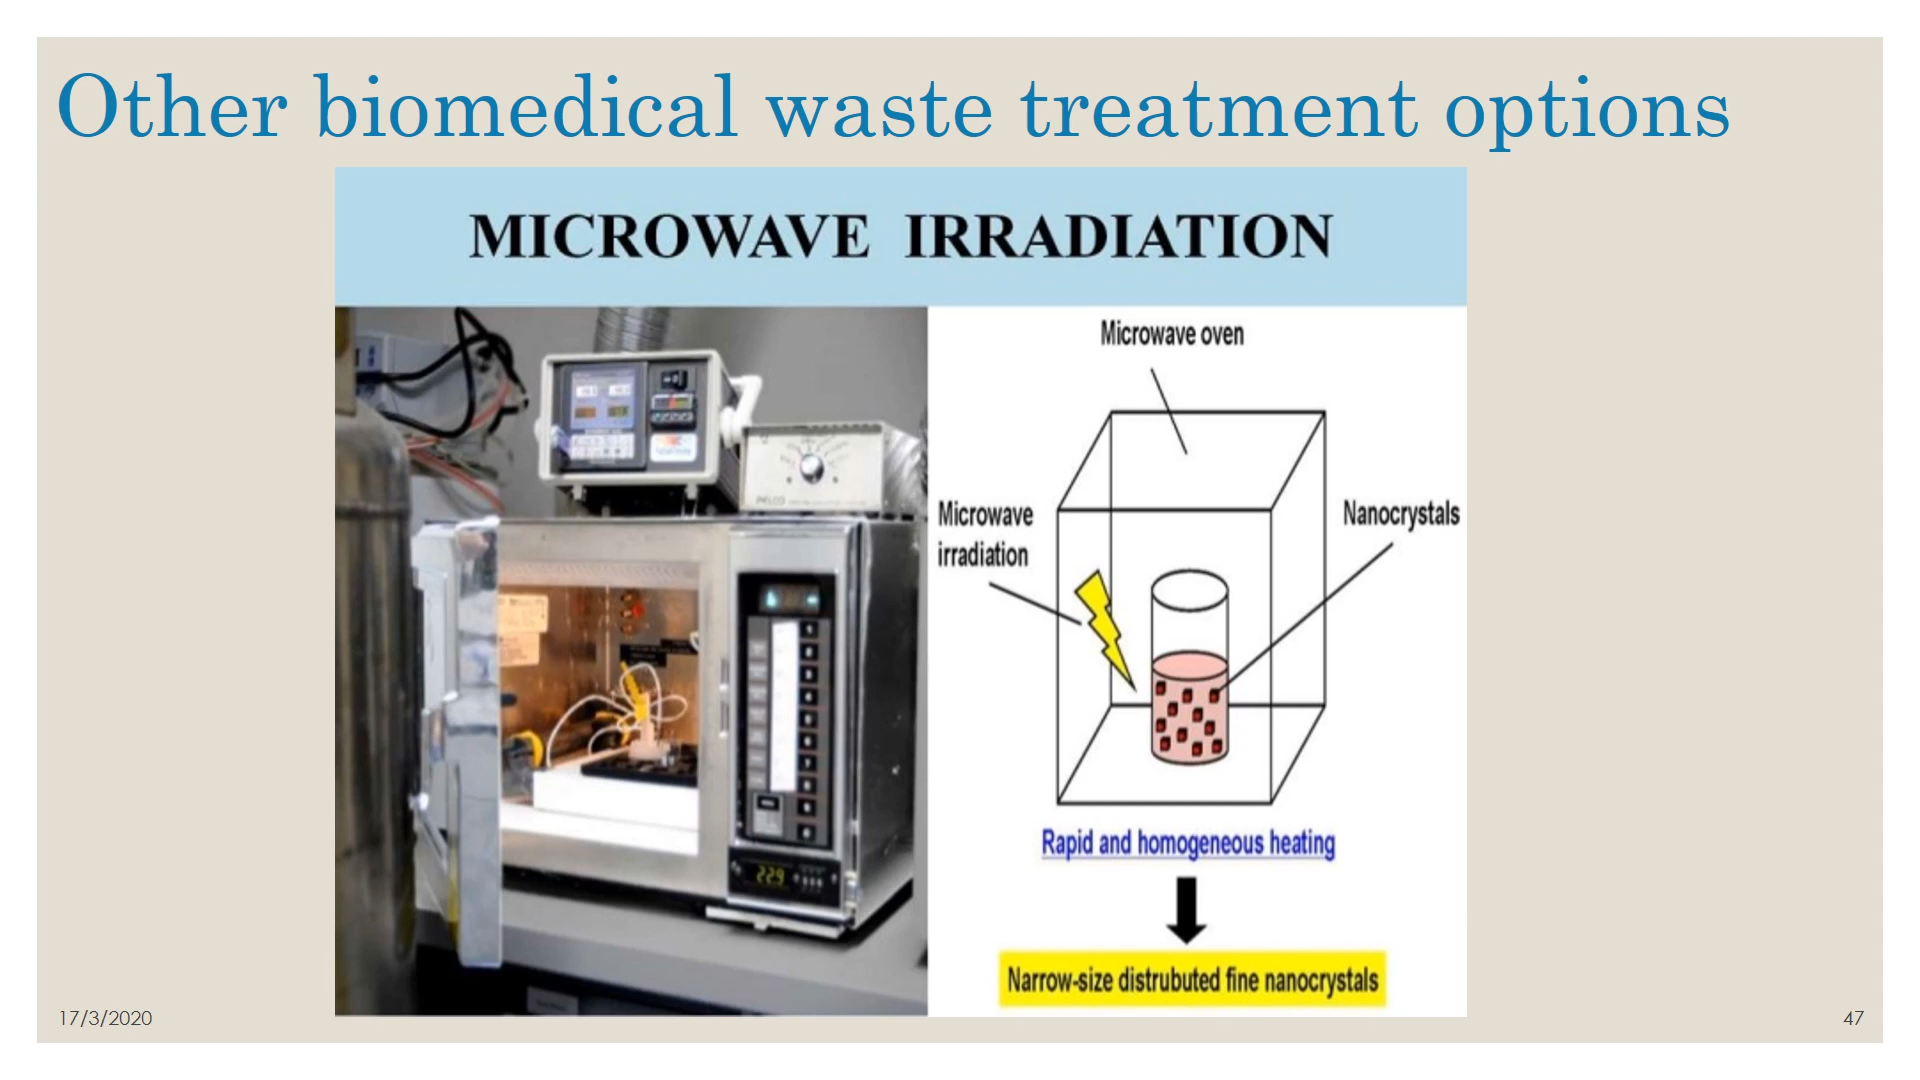 Other biomedical waste treatment options
MICROWAVE IRRADIATION
Microwave oven
Microwave
irradiation
Nanocrystals
Rapid and homogeneous heating
Narrow-size distrubuted fine nanocrystals
PELCO
229
17/3/2020
47